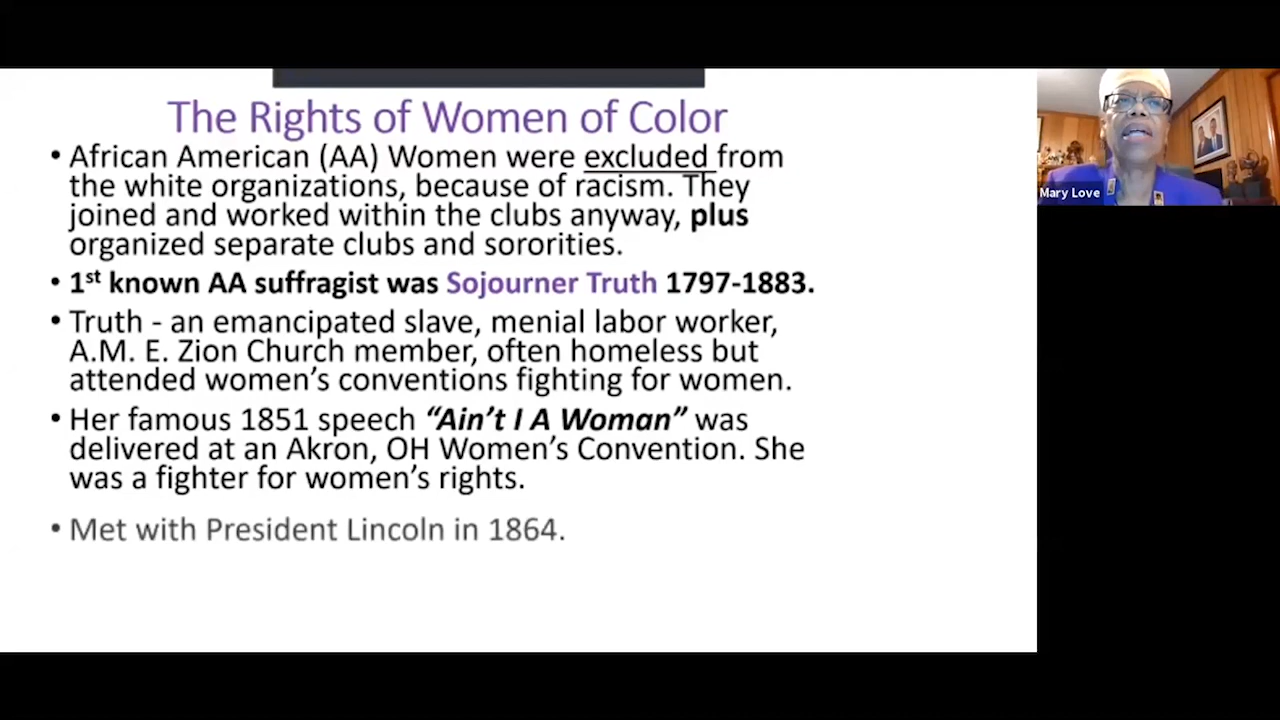 The Rights of Women of Color
• African American (AA) Women were excluded from
the white organizations, because of racism. They
joined and worked within the clubs anyway, plus
organized separate clubs and sororities.
• 1st known AA suffragist was Sojourner Truth 1797-1883.
• Truth - an emancipated slave, menial labor worker,
A.M. E. Zion Church member, often homeless but
attended women’s conventions fighting for women.
• Her famous 1851 speech “Ain’t I A Woman” was
delivered at an Akron, OH Women’s Convention. She
was a fighter for women’s rights.
• Met with President Lincoln in 1864.
Mary Love